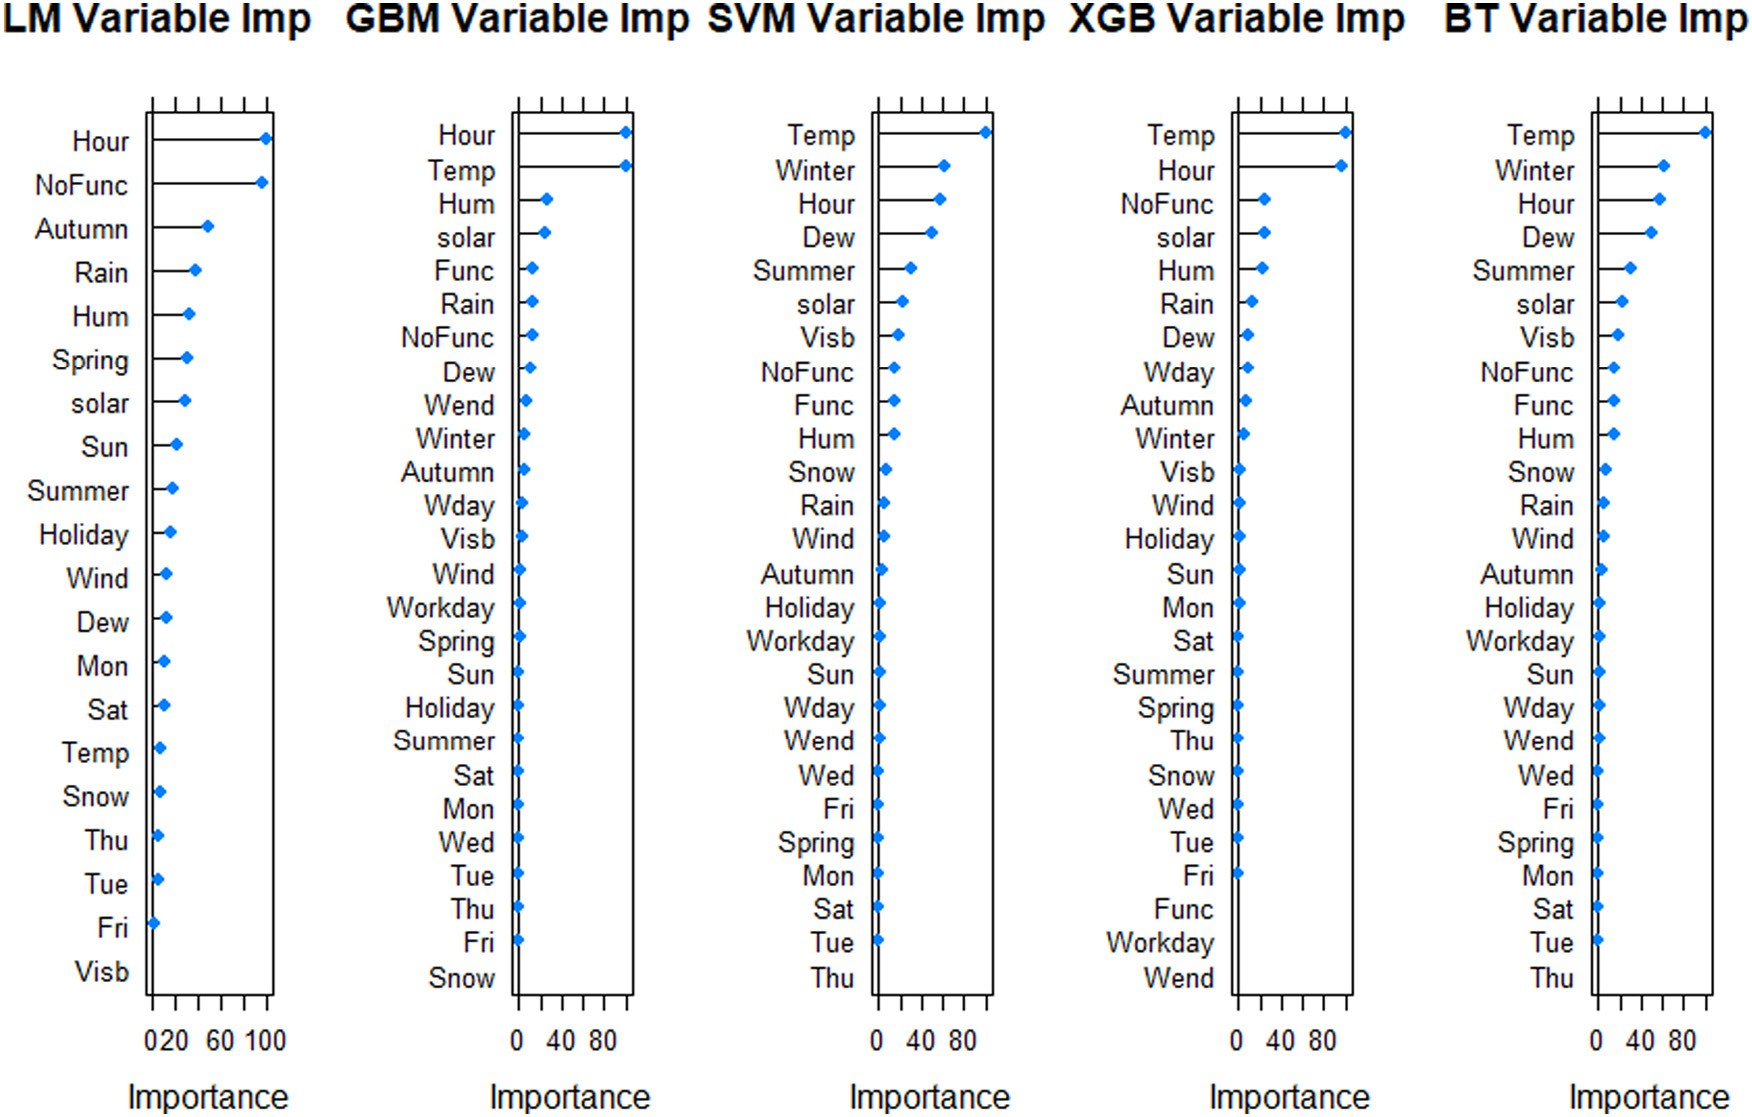 LM Variable Imp
Hour
NoFunc
Autumn
Rain
Hum
Spring
solar
Sun
Summer
Holiday
Wind
Dew
Mon
Sat
Temp
Snow
Thu
Tue
Fri
Visb
0 20 60 100
Importance
GBM Variable Imp
Hour
Temp
Hum
solar
Func
Rain
NoFunc
Dew
Wend
Winter
Autumn
Wday
Visb
Wind
Workday
Spring
Sun
Holiday
Summer
Sat
Mon
Wed
Tue
Thu
Fri
Snow
0 40 80
Importance
SVM Variable Imp
Temp
Winter
Hour
Dew
Summer
solar
Visb
NoFunc
Func
Hum
Snow
Rain
Wind
Autumn
Holiday
Workday
Sun
Wday
Wend
Wed
Fri
Spring
Mon
Sat
Tue
Thu
0 40 80
Importance
XGB Variable Imp
Temp
Hour
NoFunc
solar
Hum
Rain
Dew
Wday
Autumn
Winter
Visb
Wind
Holiday
Sun
Mon
Sat
Summer
Spring
Thu
Snow
Wed
Tue
Fri
Func
Workday
Wend
0 40 80
Importance
BT Variable Imp
Temp
Winter
Hour
Dew
Summer
solar
Visb
NoFunc
Func
Hum
Snow
Rain
Wind
Autumn
Holiday
Workday
Sun
Wday
Wend
Wed
Fri
Spring
Mon
Sat
Tue
Thu
0 40 80
Importance